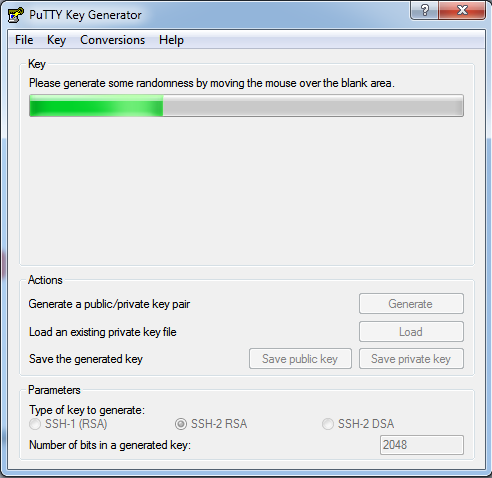 PuTTY Key Generator
File Key Conversions Help
Key
Please generate some randomness by moving the mouse over the blank area.
Actions
Generate a public/private key pair Generate
Load an existing private key file Load
Save the generated key Save public key Save private key
Parameters
Type of key to generate:
SSH-1 (RSA) SSH-2 RSA SSH-2 DSA
Number of bits in a generated key: 2048